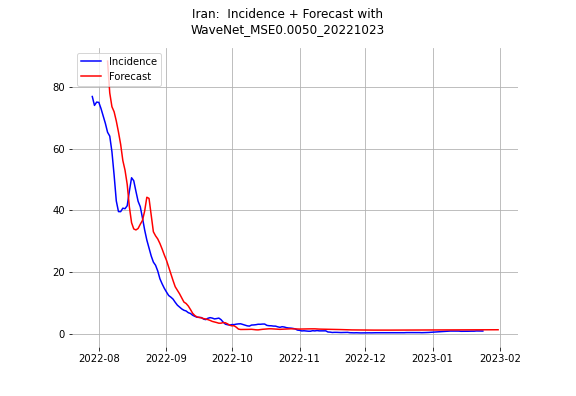 Iran:  Incidence + Forecast with
WaveNet_MSE0.0050_20221023
Incidence
Forecast
80
60
40
20
0
2022-08 2022-09 2022-10 2022-11 2022-12 2023-01 2023-02